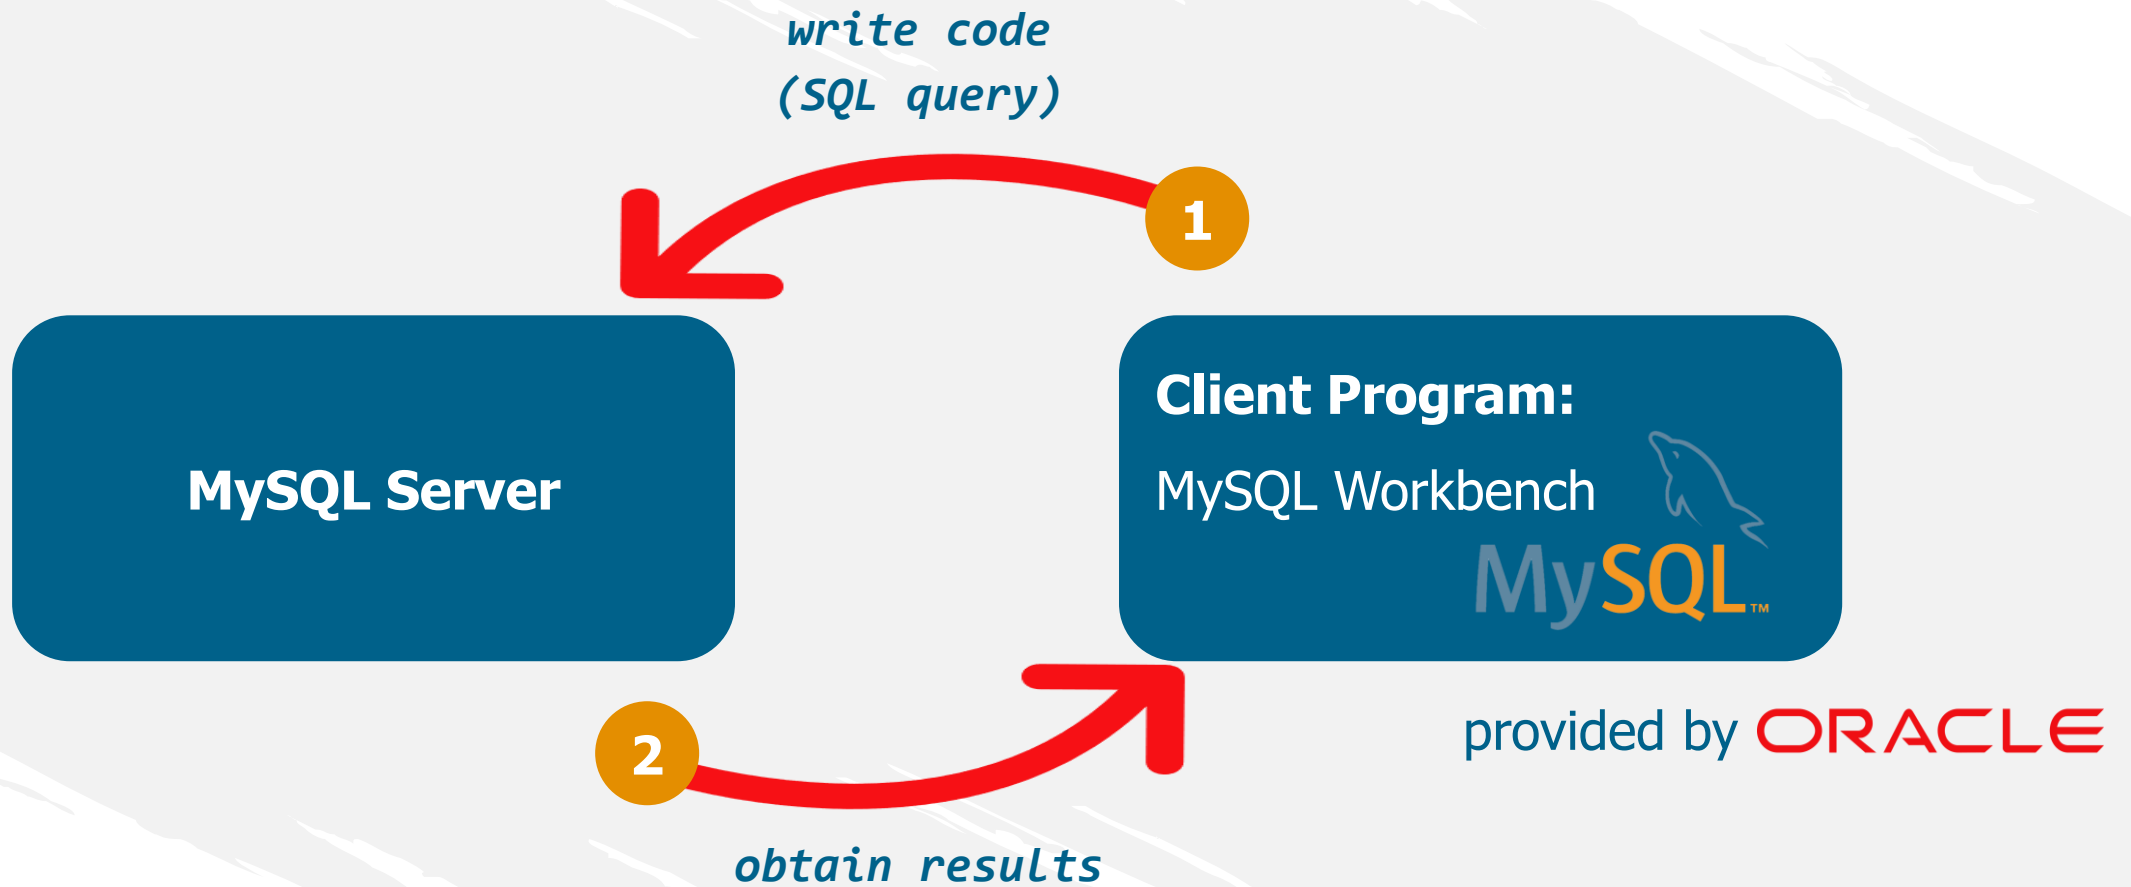 write code
(SQL query)
1
MySQL Server
Client Program:
MySQL Workbench
MySQL™
2
provided by ORACLE
obtain results